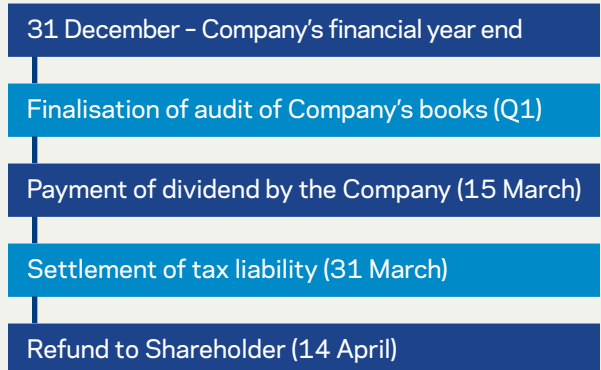 31 December – Company's financial year end
Finalisation of audit of Company's books (Q1)
Payment of dividend by the Company (15 March)
Settlement of tax liability (31 March)
Refund to Shareholder (14 April)